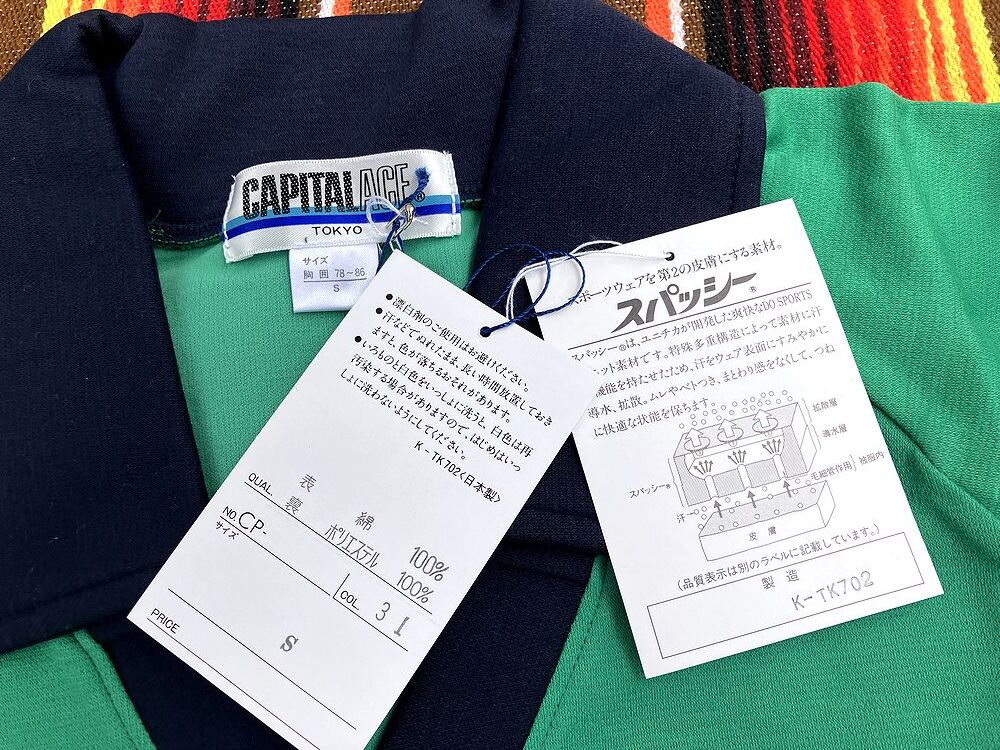 CAPITAL ACE®
TOKYO
サイズ
胸囲 78～86
S
●漂白剤のご使用はお避けください。
●汗などでぬれたまま、長い時間放置しておき
ますと、色が落ちるおそれがあります。
●いろものと白色をいっしょに洗うと、白色は再
汚染する場合がありますので、はじめはいっ
しょに洗わないようにしてください。
K-TK702〈日本製〉
QUAL. 表 綿 100%
裏 ポリエステル 100%
NO. CP-
COL. 31
サイズ
S
PRICE
ポーツウェアを第2の皮膚にする素材。
スパッシー®
スパッシー®は、ユニチカが開発した爽快なDO SPORTS
ット素材です。特殊多重構造によって素材に汗
機能を持たせたため、汗をウェア表面にすみやかに
導水、拡散。ムレやべとつき、まとわり感をなくして、つね
に快適な状態を保ちます。
拡散層
導水層
毛細管作用
被服内
スパッシー®
汗
皮膚
(品質表示は別のラベルに記載しています。)
製造
K-TK702